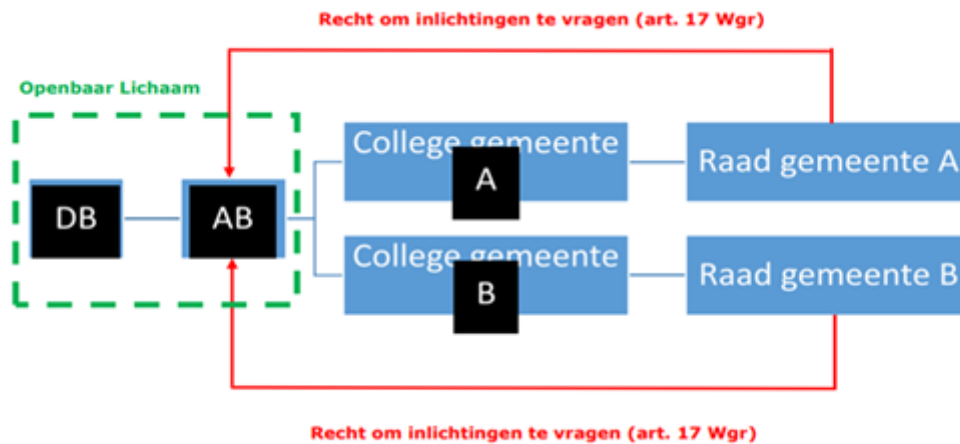 Recht om inlichtingen te vragen (art. 17 Wgr)
Openbaar Lichaam
DB
AB
College gemeente
A
Raad gemeente A
College gemeente
B
Raad gemeente B
Recht om inlichtingen te vragen (art. 17 Wgr)